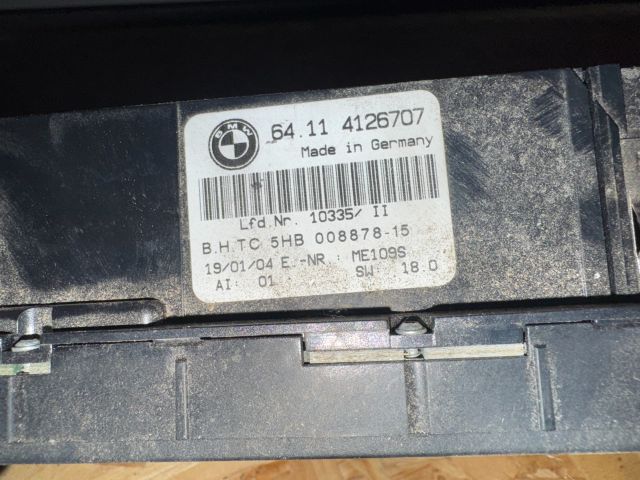 BMW
64.11 4126707
Made in Germany
Lfd.Nr. 10335/ II
B.H.TC 5HB 008878-15
19/01/04 E.-NR.: ME109S
AI: 01 SW: 18.0